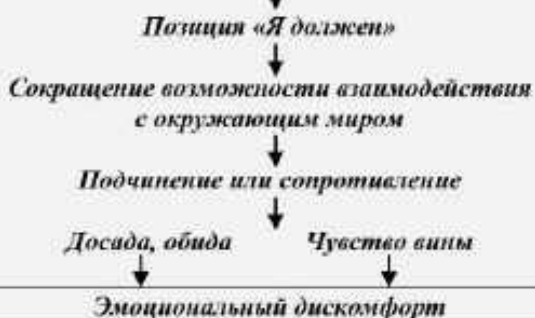 Позиция «Я должен»
Сокращение возможности взаимодействия
с окружающим миром
Подчинение или сопротивление
Досада, обида Чувство вины
Эмоциональный дискомфорт